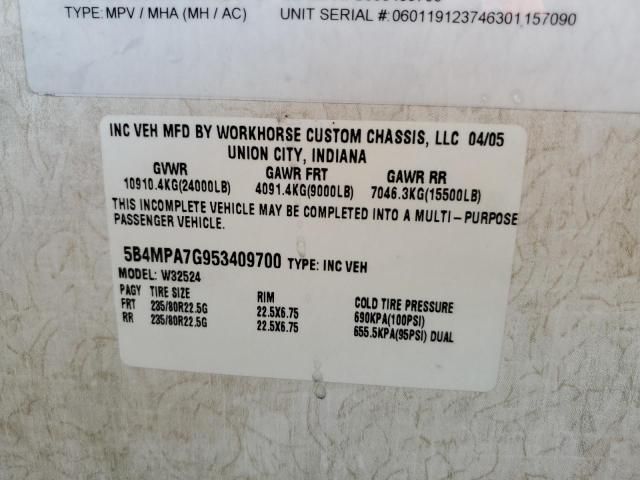 TYPE: MPV / MHA (MH / AC) UNIT SERIAL #: 060119123746301157090
INC VEH MFD BY WORKHORSE CUSTOM CHASSIS, LLC 04/05
UNION CITY, INDIANA
GVWR GAWR FRT GAWR RR
10910.4KG(24000LB) 4091.4KG(9000LB) 7046.3KG(15500LB)
THIS INCOMPLETE VEHICLE MAY BE COMPLETED INTO A MULTI-PURPOSE
PASSENGER VEHICLE.
5B4MPA7G953409700 TYPE: INC VEH
MODEL: W32524
PAGY TIRE SIZE RIM COLD TIRE PRESSURE
FRT 235/80R22.5G 22.5X6.75 690KPA(100PSI)
RR 235/80R22.5G 22.5X6.75 655.5KPA(95PSI) DUAL